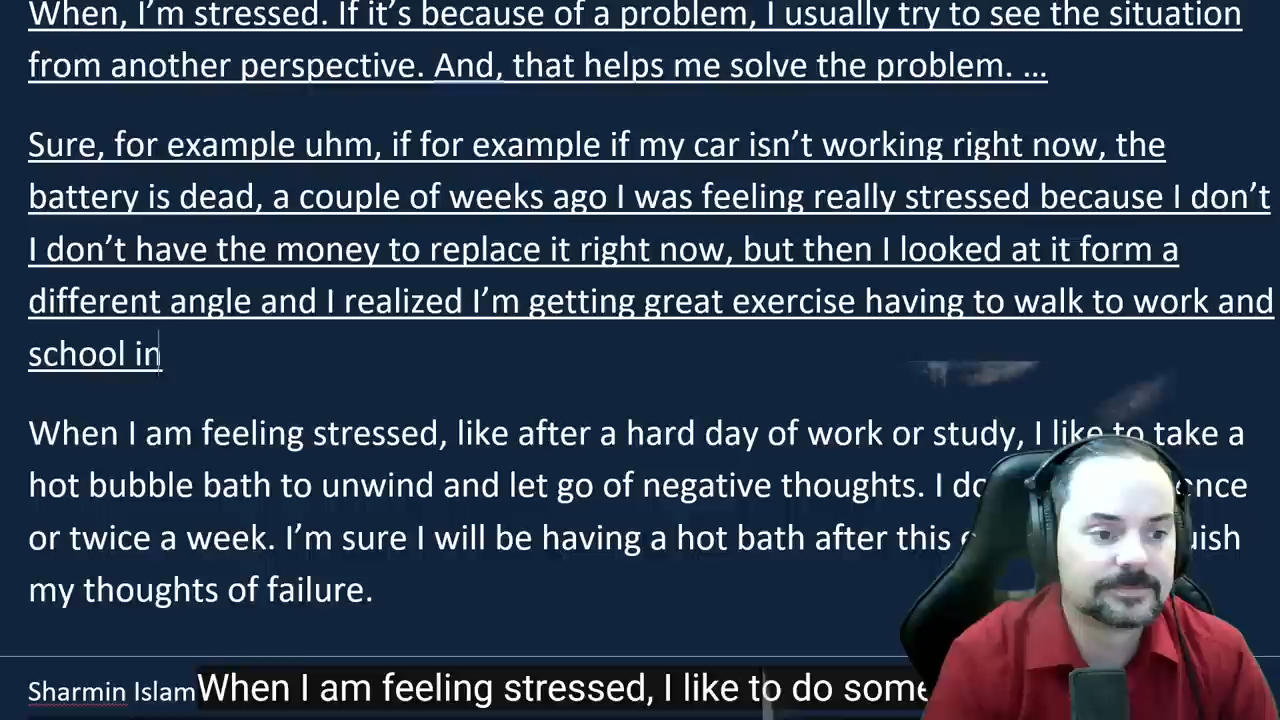 When, I'm stressed. If it's because of a problem, I usually try to see the situation
from another perspective. And, that helps me solve the problem. ...
Sure, for example uhm, if for example if my car isn't working right now, the
battery is dead, a couple of weeks ago I was feeling really stressed because I don't
I don't have the money to replace it right now, but then I looked at it form a
different angle and I realized I'm getting great exercise having to walk to work and
school in
When I am feeling stressed, like after a hard day of work or study, I like to take a
hot bubble bath to unwind and let go of negative thoughts. I do
or twice a week. I'm sure I will be having a hot bath after this
my thoughts of failure.
Sharmin Islam
When I am feeling stressed, I like to do some